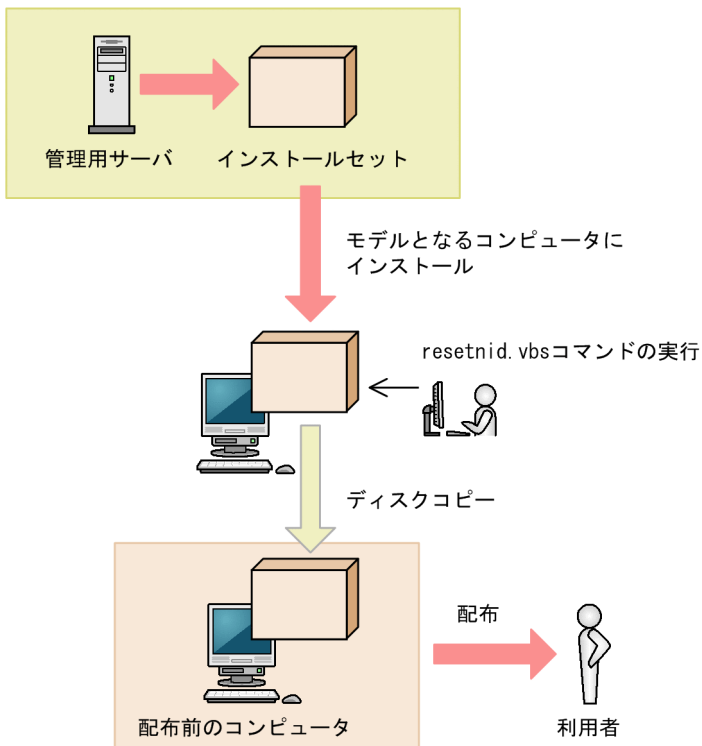 管理用サーバ
インストールセット
モデルとなるコンピュータに
インストール
resetnid.vbsコマンドの実行
ディスクコピー
配布
配布前のコンピュータ
利用者